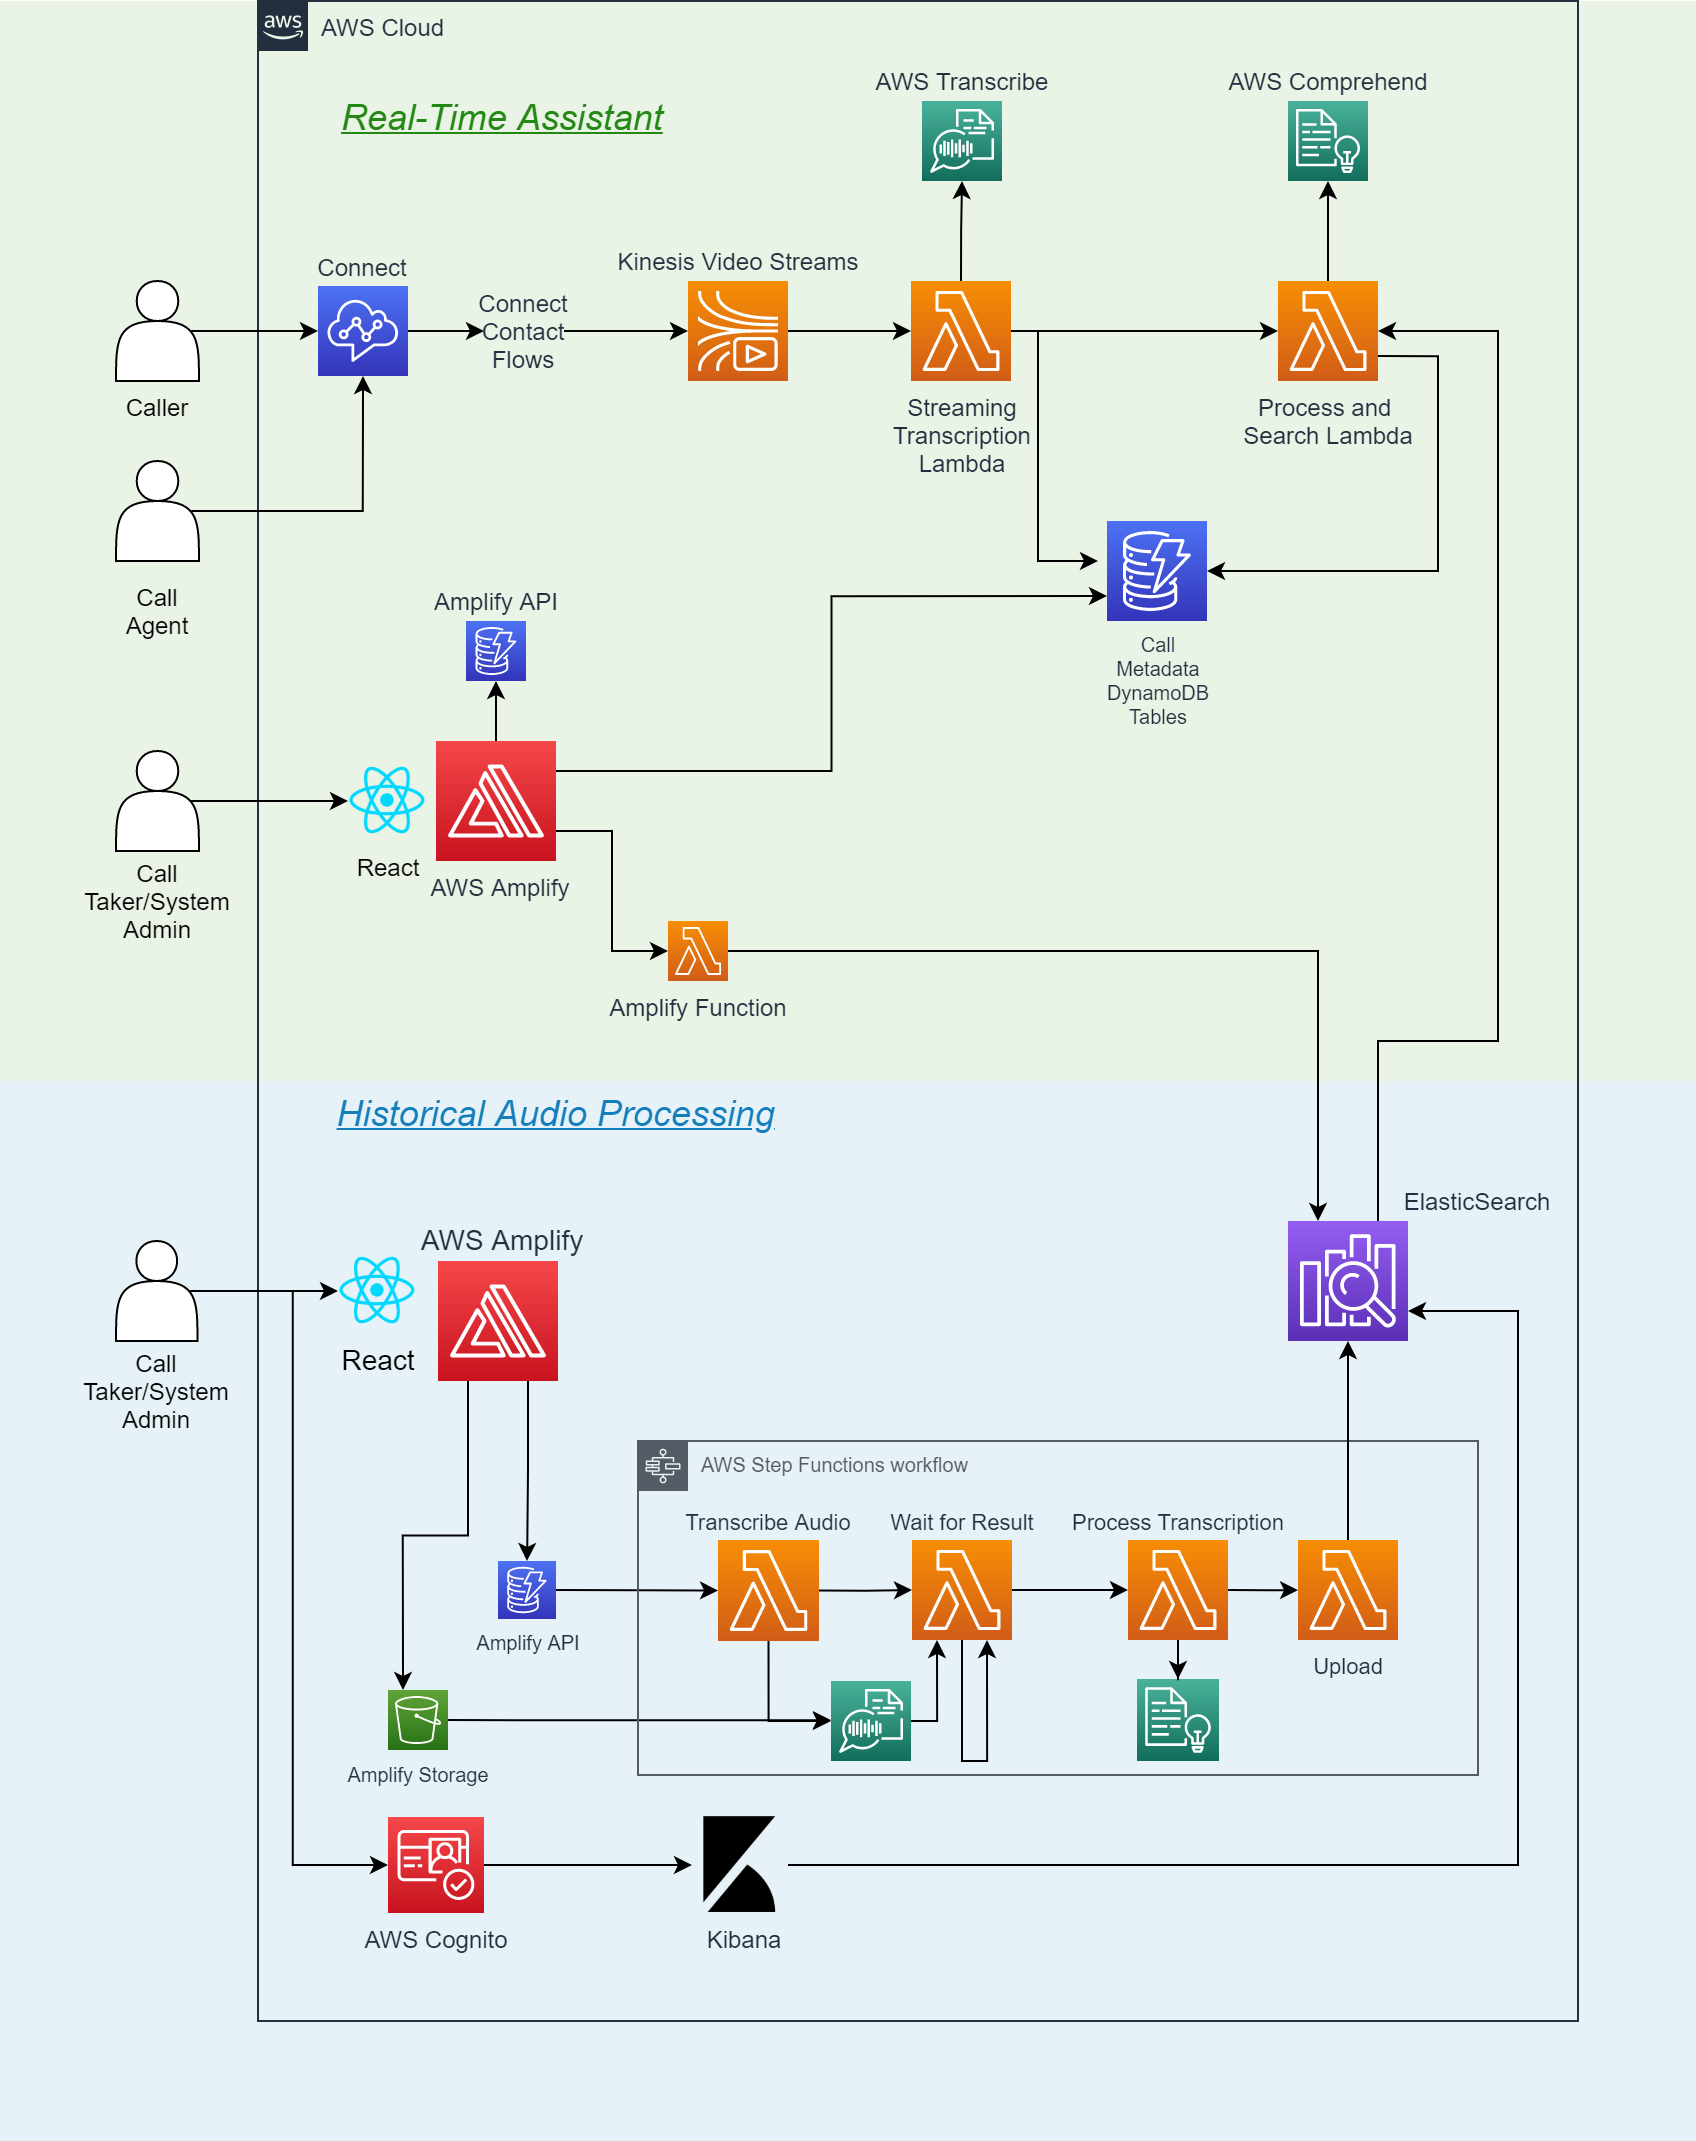 aws
AWS Cloud
Real-Time Assistant
AWS Transcribe
AWS Comprehend
Connect
Kinesis Video Streams
Connect
Contact
Flows
Caller
Streaming
Transcription
Lambda
Process and
Search Lambda
Call
Agent
Amplify API
Call
Metadata
DynamoDB
Tables
React
AWS Amplify
Call
Taker/System
Admin
Amplify Function
Historical Audio Processing
ElasticSearch
AWS Amplify
React
Call
Taker/System
Admin
AWS Step Functions workflow
Transcribe Audio
Wait for Result
Process Transcription
Amplify API
Upload
Amplify Storage
AWS Cognito
Kibana